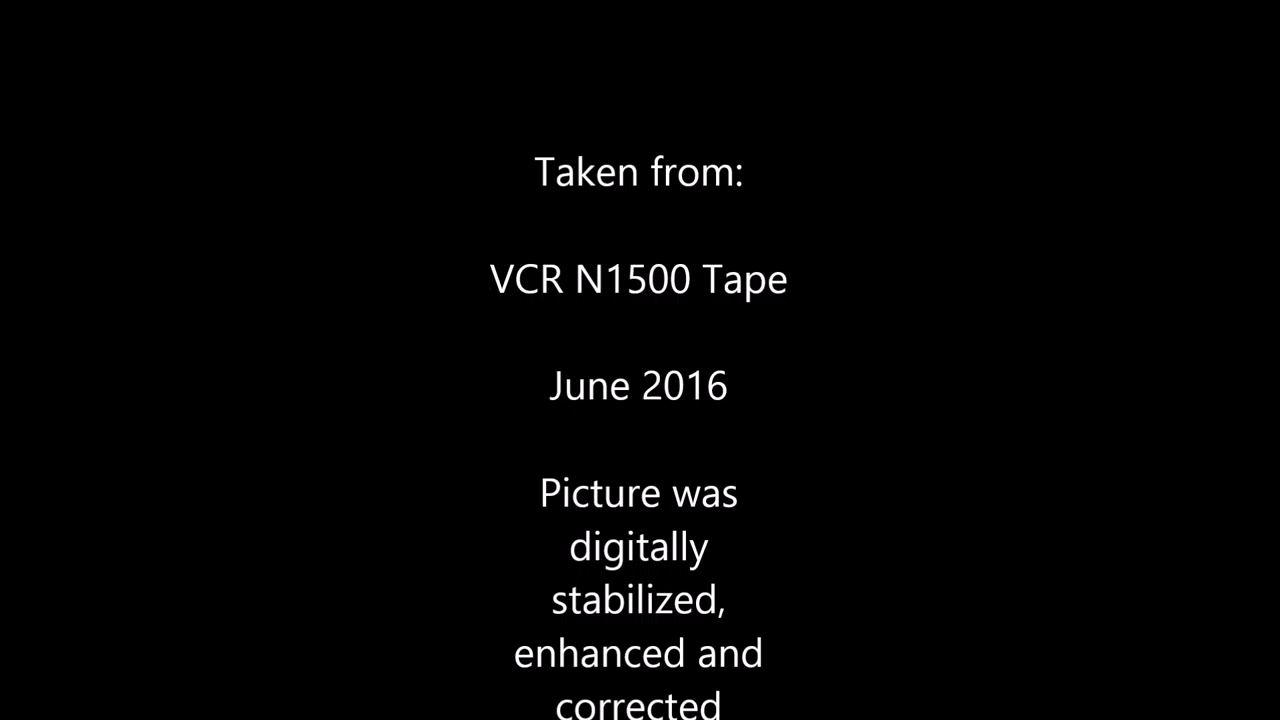 Taken from:
VCR N1500 Tape
June 2016
Picture was
digitally
stabilized,
enhanced and
corrected